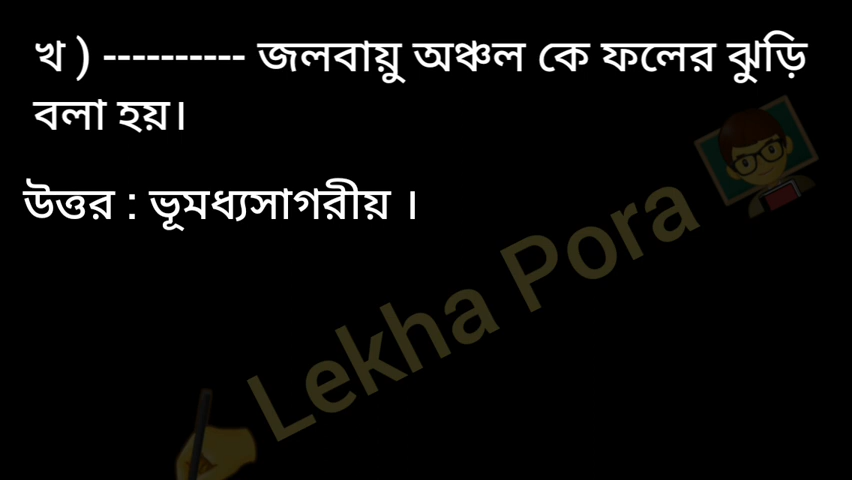 খ ) ---------- জলবায়ু অঞ্চল কে ফলের ঝুড়ি
বলা হয়।
উত্তর : ভূমধ্যসাগরীয় ।
Lekha Pora